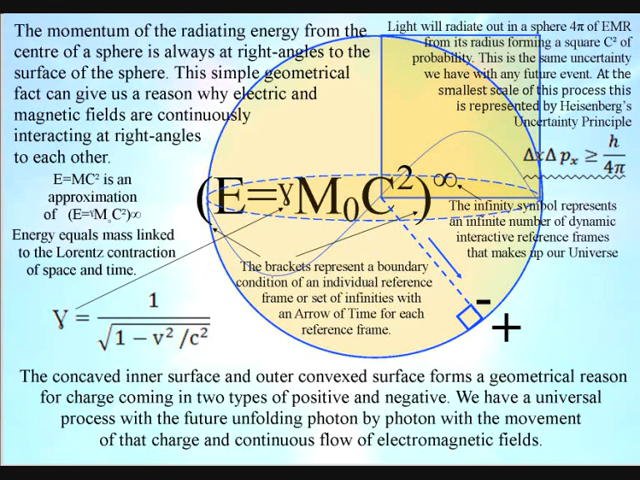 The momentum of the radiating energy from the
centre of a sphere is always at right-angles to the
surface of the sphere. This simple geometrical
fact can give us a reason why electric and
magnetic fields are continuously
interacting at right-angles
to each other.
Light will radiate out in a sphere 4π of EMR
from its radius forming a square C² of
probability. This is the same uncertainty
we have with any future event. At the
smallest scale of this process this
is represented by Heisenberg's
Uncertainty Principle
ΔxΔpₓ ≥ h/4π
E=MC² is an
approximation
of (E=ᵞM₀C²)∞
Energy equals mass linked
to the Lorentz contraction
of space and time.
(E=ᵞM₀C²)∞
The infinity symbol represents
an infinite number of dynamic
interactive reference frames
that makes up our Universe
The brackets represent a boundary
condition of an individual reference
frame or set of infinities with
an Arrow of Time for each
reference frame.
γ = 1/√(1 − v²/c²)
-
+
The concaved inner surface and outer convexed surface forms a geometrical reason
for charge coming in two types of positive and negative. We have a universal
process with the future unfolding photon by photon with the movement
of that charge and continuous flow of electromagnetic fields.